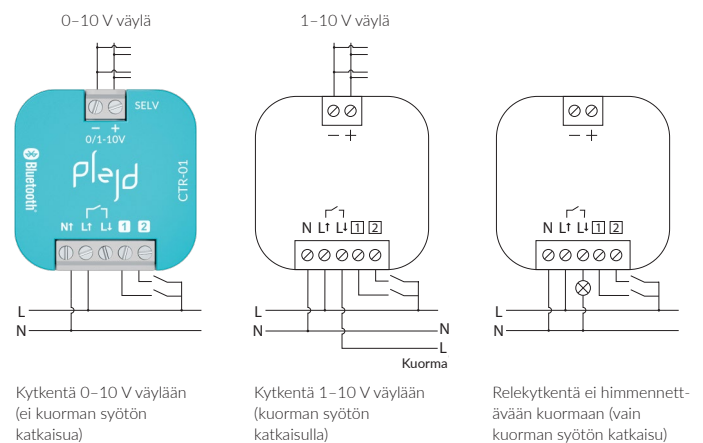 0–10 V väylä
1–10 V väylä
SELV
− +
0/1-10V
Bluetooth®
plejd
CTR-01
N↑ L↑ L↓ 1 2
L
N
− +
N L↑ L↓ 1 2
L
N
N
L
Kuorma
− +
N L↑ L↓ 1 2
L
N
Kytkentä 0–10 V väylään
(ei kuorman syötön
katkaisua)
Kytkentä 1–10 V väylään
(kuorman syötön
katkaisulla)
Relekytkentä ei himmennett-
ävään kuormaan (vain
kuorman syötön katkaisu)